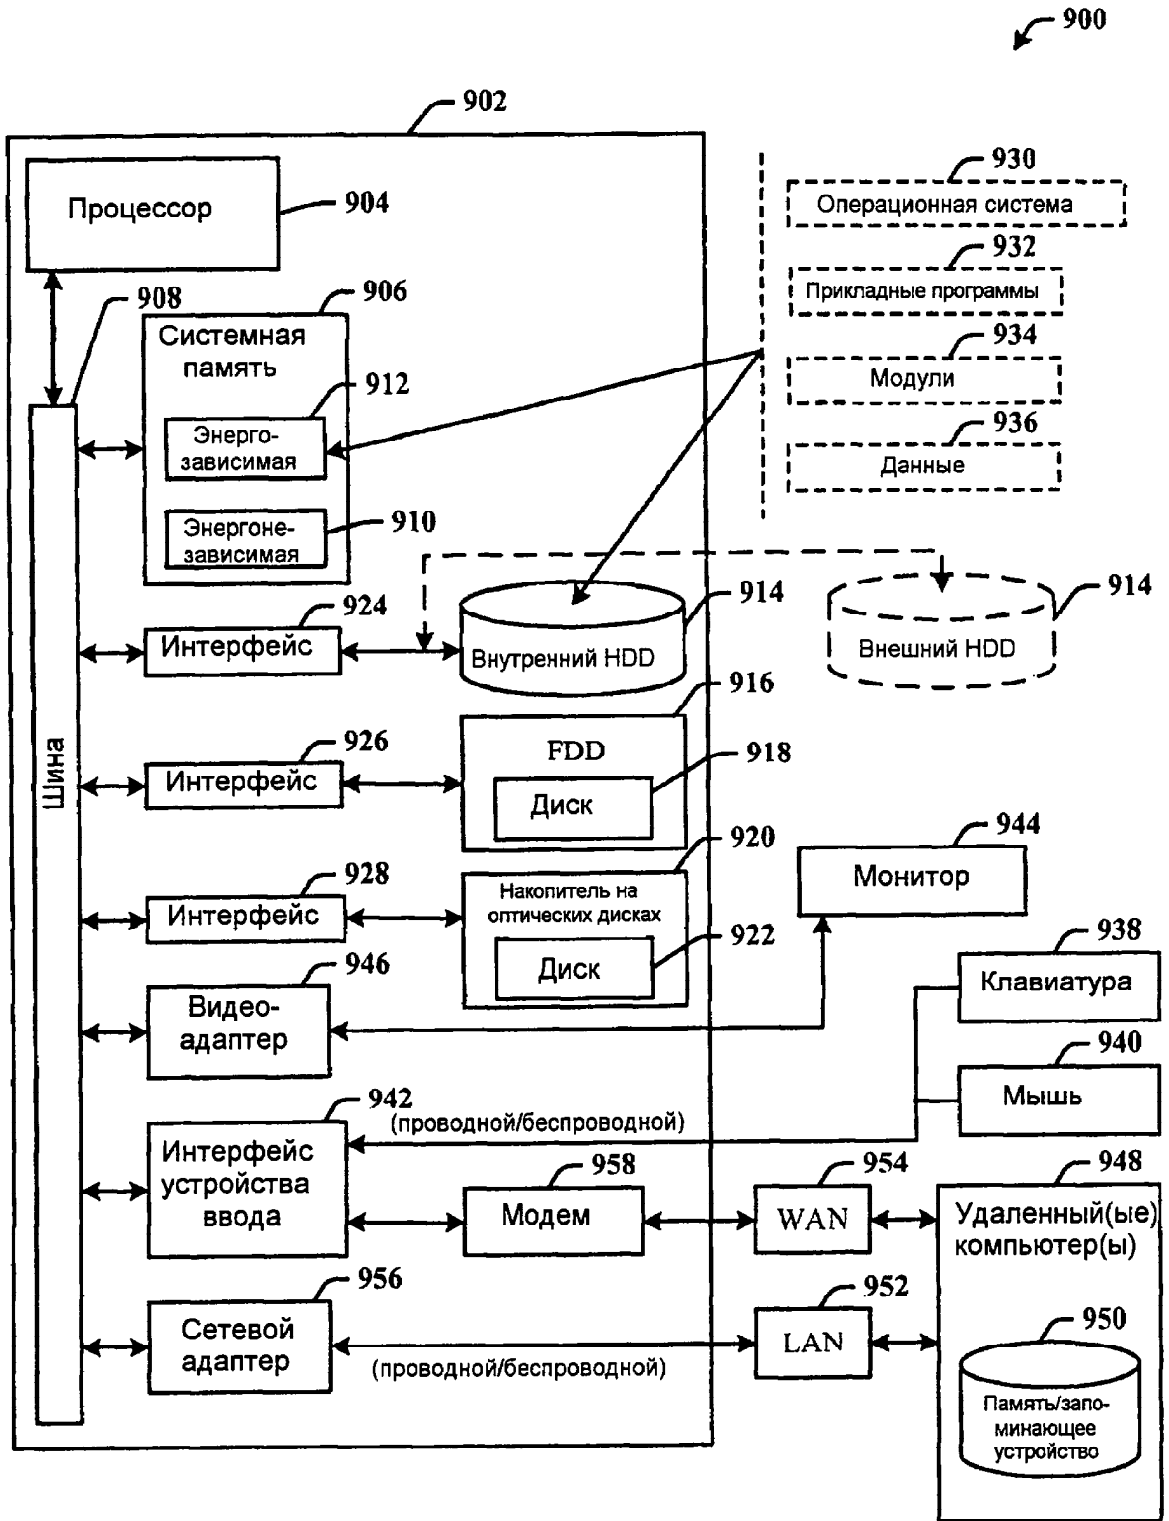 900
902
Процессор
904
908
906
Системная
память
912
Энерго-
зависимая
910
Энергоне-
зависимая
930
Операционная система
932
Прикладные программы
934
Модули
936
Данные
924
Интерфейс
914
Внутренний HDD
914
Внешний HDD
916
Шина
926
Интерфейс
FDD
918
Диск
920
928
Интерфейс
Накопитель на
оптических дисках
922
Диск
944
Монитор
946
Видео-
адаптер
938
Клавиатура
940
Мышь
942
(проводной/беспроводной)
Интерфейс
устройства
ввода
958
Модем
954
WAN
948
Удаленный(ые)
компьютер(ы)
956
Сетевой
адаптер
(проводной/беспроводной)
952
LAN
950
Память/запо-
минающее
устройство